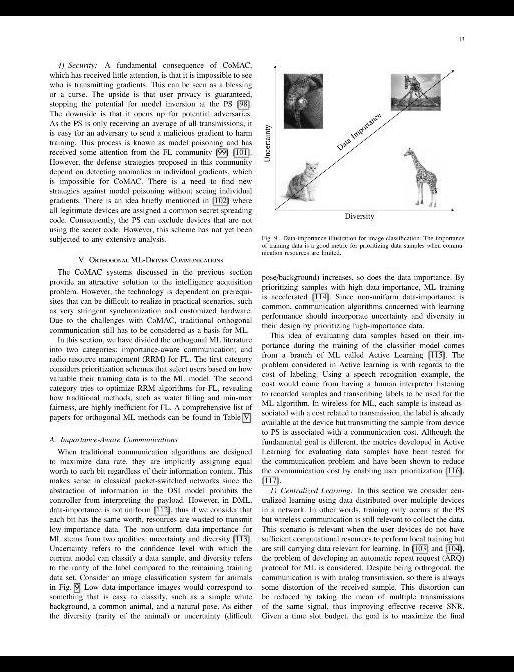 13
1) Security: A fundamental consequence of CoMAC,
which has received little attention, is that it is impossible to see
who is transmitting gradients. This can be seen as a blessing
or a curse. The upside is that user privacy is guaranteed,
stopping the potential for model inversion at the PS [98].
The downside is that it opens up for potential adversaries.
As the PS is only receiving an average of all transmissions, it
is easy for an adversary to send a malicious gradient to harm
training. This process is known as model poisoning and has
received some attention from the FL community [99], [101].
However, the defense strategies proposed in this community
depend on detecting anomalies in individual gradients, which
is impossible for CoMAC. There is a need to find new
strategies against model poisoning without seeing individual
gradients. There is an idea briefly mentioned in [102] where
all legitimate devices are assigned a common secret spreading
code. Consequently, the PS can exclude devices that are not
using the secret code. However, this scheme has not yet been
subjected to any extensive analysis.
V. ORTHOGONAL ML-DRIVEN COMMUNICATIONS
The CoMAC systems discussed in the previous section
provide an attractive solution to the intelligence acquisition
problem. However, the technology is dependent on prerequi-
sites that can be difficult to realize in practical scenarios, such
as very stringent synchronization and customized hardware.
Due to the challenges with CoMAC, traditional orthogonal
communication still has to be considered as a basis for ML.
In this section, we have divided the orthogonal ML literature
into two categories: importance-aware communication; and
radio resource management (RRM) for FL. The first category
considers prioritization schemes that select users based on how
valuable their training data is to the ML model. The second
category tries to optimize RRM algorithms for FL, revealing
how traditional methods, such as water filling and min-max
fairness, are highly inefficient for FL. A comprehensive list of
papers for orthogonal ML methods can be found in Table V.
A. Importance-Aware Communications
When traditional communication algorithms are designed
to maximize data rate, they are implicitly assigning equal
worth to each bit regardless of their information content. This
makes sense in classical packet-switched networks since the
abstraction of information in the OSI model prohibits the
controller from interpreting the payload. However, in DML,
data-importance is not uniform [112], thus if we consider that
each bit has the same worth, resources are wasted to transmit
low-importance data. The non-uniform data importance for
ML stems from two qualities: uncertainty and diversity [113].
Uncertainty refers to the confidence level with which the
current model can classify a data sample, and diversity refers
to the rarity of the label compared to the remaining training
data set. Consider an image classification system for animals
in Fig. 9. Low data-importance images would correspond to
something that is easy to classify, such as a simple white
background, a common animal, and a natural pose. As either
the diversity (rarity of the animal) or uncertainty (difficult
Uncertainty
Data Importance
Diversity
Fig. 9. Data-importance illustration for image classification. The importance
of training data is a good metric for prioritizing data samples when commu-
nication resources are limited.
pose/background) increases, so does the data importance. By
prioritizing samples with high data importance, ML training
is accelerated [114]. Since non-uniform data-importance is
common, communication algorithms concerned with learning
performance should incorporate uncertainty and diversity in
their design by prioritizing high-importance data.
This idea of evaluating data samples based on their im-
portance during the training of the classifier model comes
from a branch of ML called Active Learning [115]. The
problem considered in Active learning is with regards to the
cost of labeling. Using a speech recognition example, the
cost would come from having a human interpreter listening
to recorded samples and transcribing labels to be used for the
ML algorithm. In wireless for ML, each sample is instead as-
sociated with a cost related to transmission, the label is already
available at the device but transmitting the sample from device
to PS is associated with a communication cost. Although the
fundamental goal is different, the metrics developed in Active
Learning for evaluating data samples have been tested for
the communication problem and have been shown to reduce
the communication cost by enabling user prioritization [116],
[117].
1) Centralized Learning: In this section we consider cen-
tralized learning using data distributed over multiple devices
in a network. In other words, training only occurs at the PS
but wireless communication is still relevant to collect the data.
This scenario is relevant when the user devices do not have
sufficient computational resources to perform local training but
are still carrying data relevant for learning. In [103] and [104],
the problem of developing an automatic repeat request (ARQ)
protocol for ML is considered. Despite being orthogonal, the
communication is with analog transmission, so there is always
some distortion of the received sample. This distortion can
be reduced by taking the mean of multiple transmissions
of the same signal, thus improving effective receive SNR.
Given a time slot budget, the goal is to maximize the final